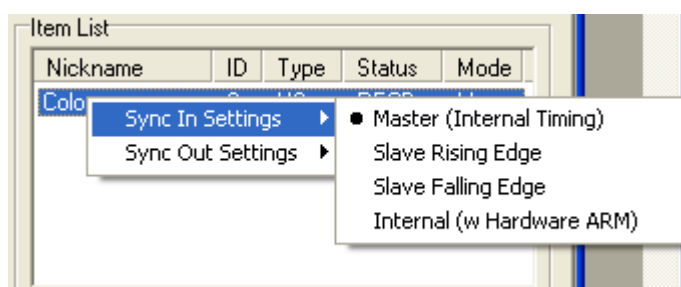 Item List
Nickname ID Type Status Mode
Colo
Sync In Settings
Sync Out Settings
Master (Internal Timing)
Slave Rising Edge
Slave Falling Edge
Internal (w Hardware ARM)